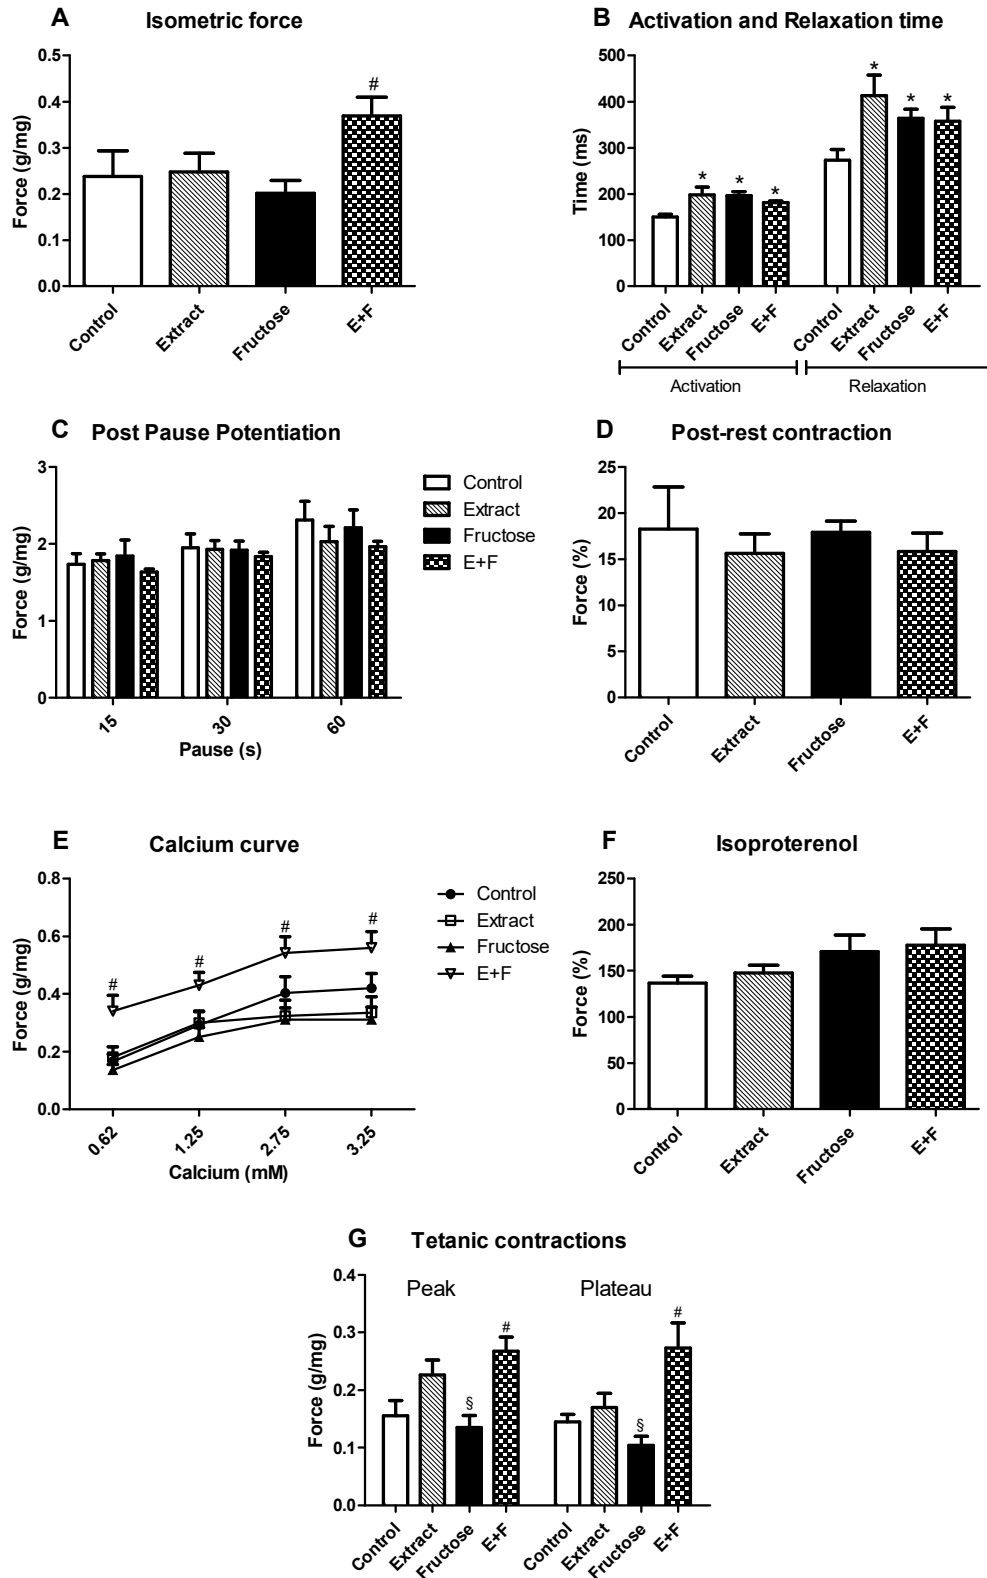 A Isometric force
Force (g/mg)
0.5
0.4
0.3
0.2
0.1
0.0
#
Control Extract Fructose E+F
B Activation and Relaxation time
Time (ms)
500
400
300
200
100
0
* * * * * *
Control Extract Fructose E+F Control Extract Fructose E+F
Activation Relaxation
C Post Pause Potentiation
Force (g/mg)
3
2
1
0
15 30 60
Pause (s)
Control
Extract
Fructose
E+F
D Post-rest contraction
Force (%)
25
20
15
10
5
0
Control Extract Fructose E+F
E Calcium curve
Force (g/mg)
0.8
0.6
0.4
0.2
0.0
# # # #
0.62 1.25 2.75 3.25
Calcium (mM)
Control
Extract
Fructose
E+F
F Isoproterenol
Force (%)
250
200
150
100
50
0
Control Extract Fructose E+F
G Tetanic contractions
Force (g/mg)
0.4
0.3
0.2
0.1
0.0
Peak Plateau
§ # § #
Control Extract Fructose E+F Control Extract Fructose E+F